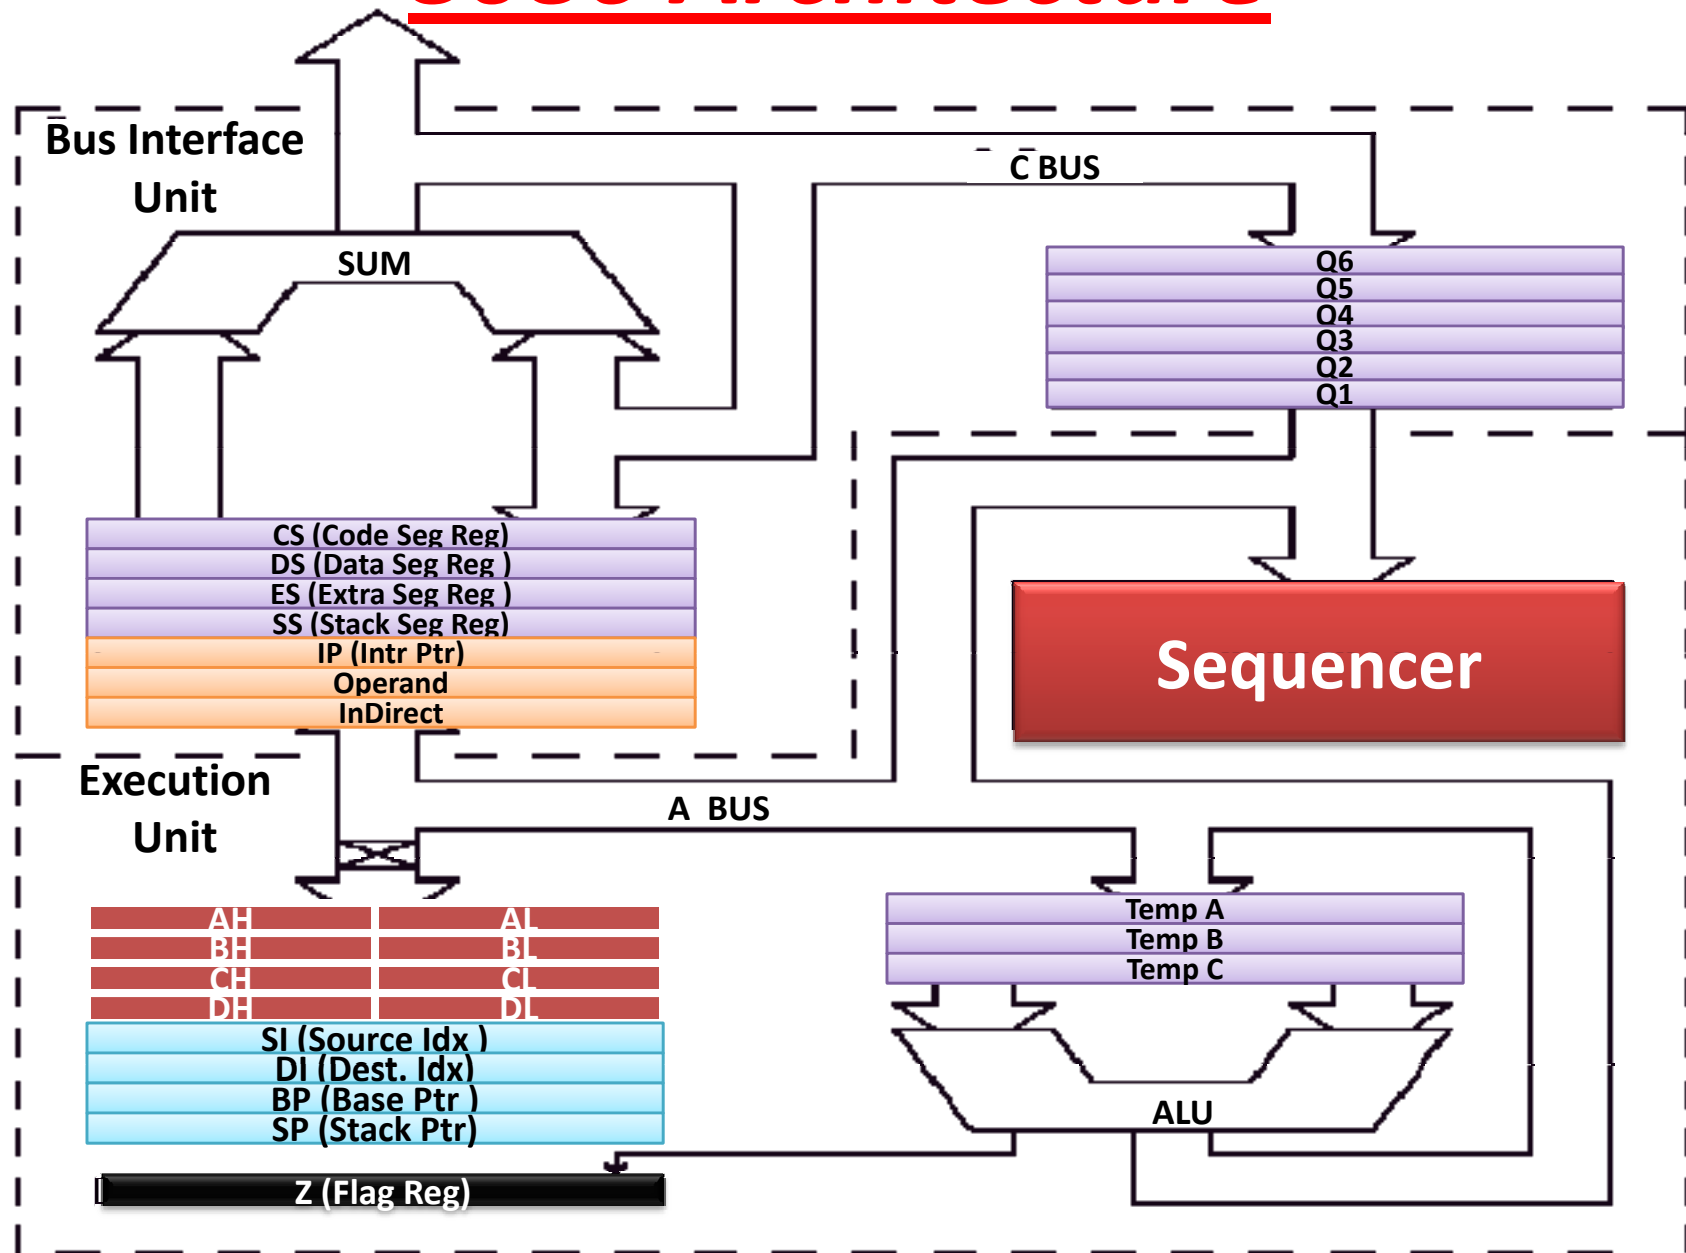 Architecture
Bus Interface
Unit
C BUS
SUM
Q6
Q5
Q4
Q3
Q2
Q1
CS (Code Seg Reg)
DS (Data Seg Reg )
ES (Extra Seg Reg )
SS (Stack Seg Reg)
IP (Intr Ptr)
Operand
InDirect
Sequencer
Execution
Unit
A BUS
AH AL
BH BL
CH CL
DH DL
SI (Source Idx )
DI (Dest. Idx)
BP (Base Ptr )
SP (Stack Ptr)
Z (Flag Reg)
Temp A
Temp B
Temp C
ALU